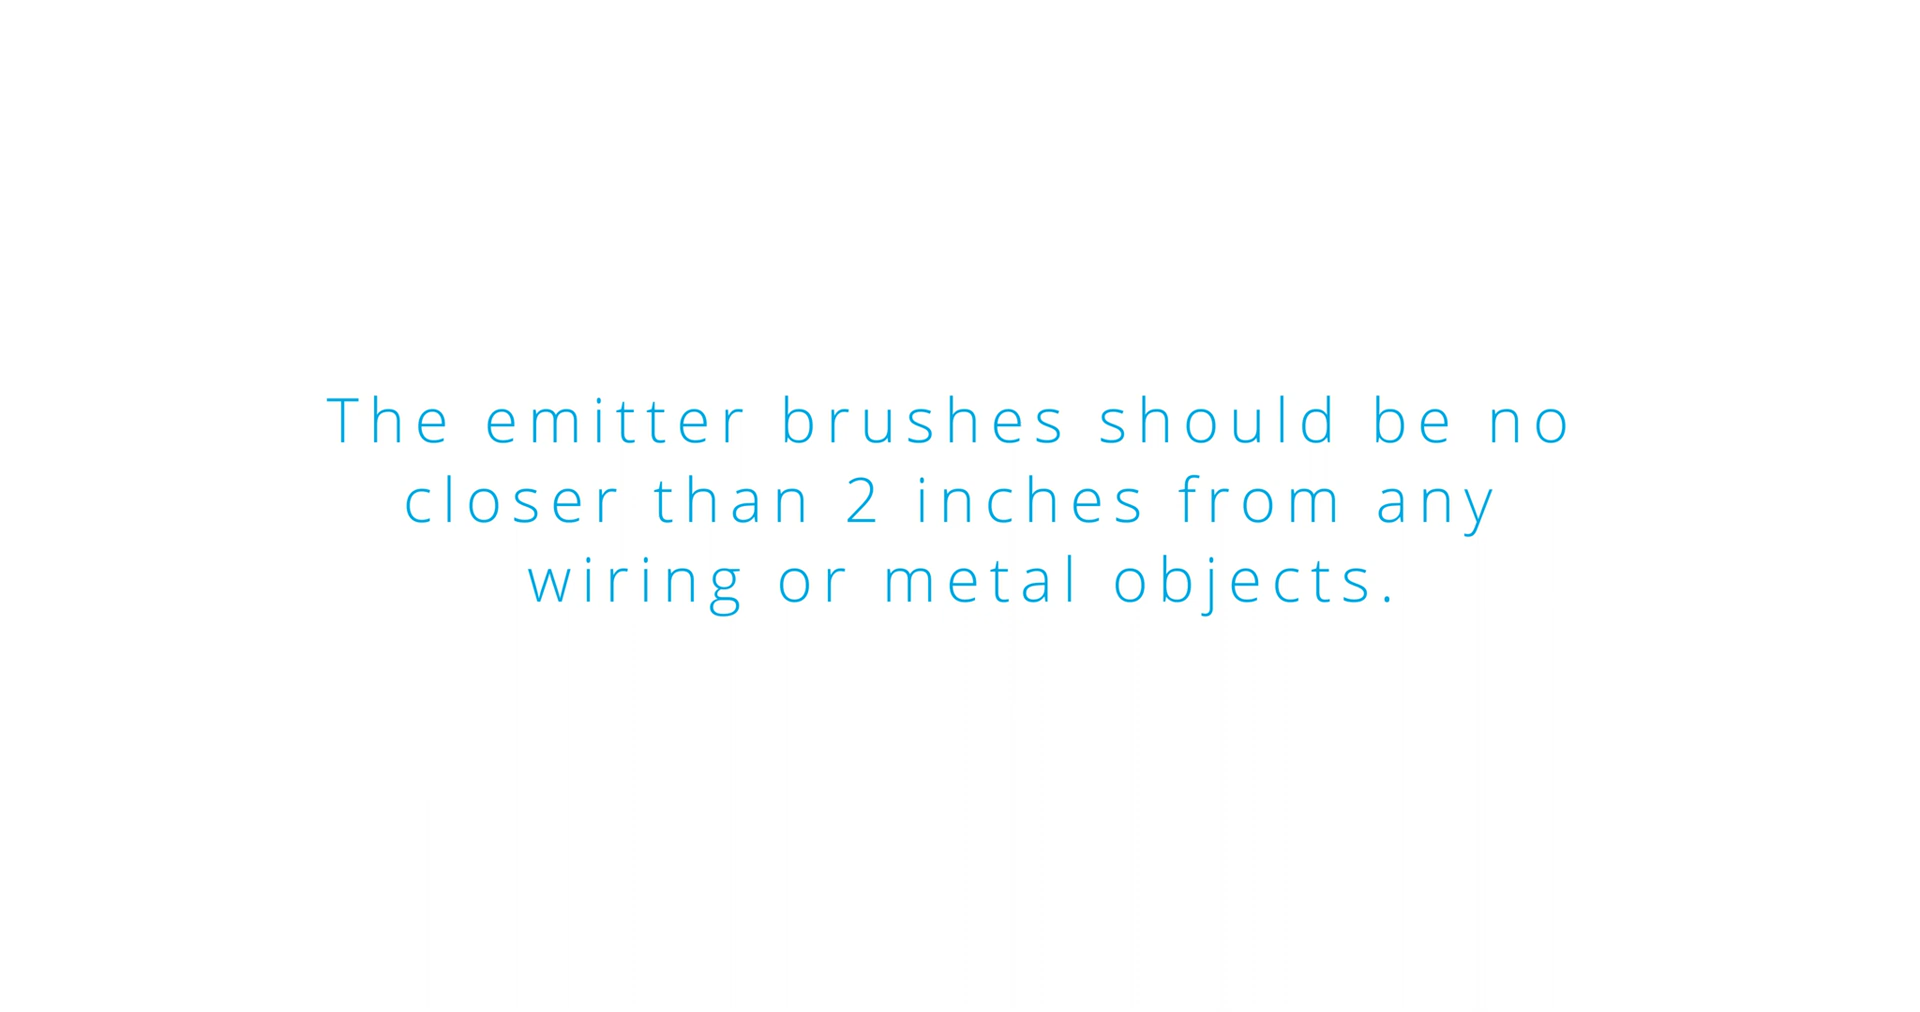 The emitter brushes should be no
closer than 2 inches from any
wiring or metal objects.